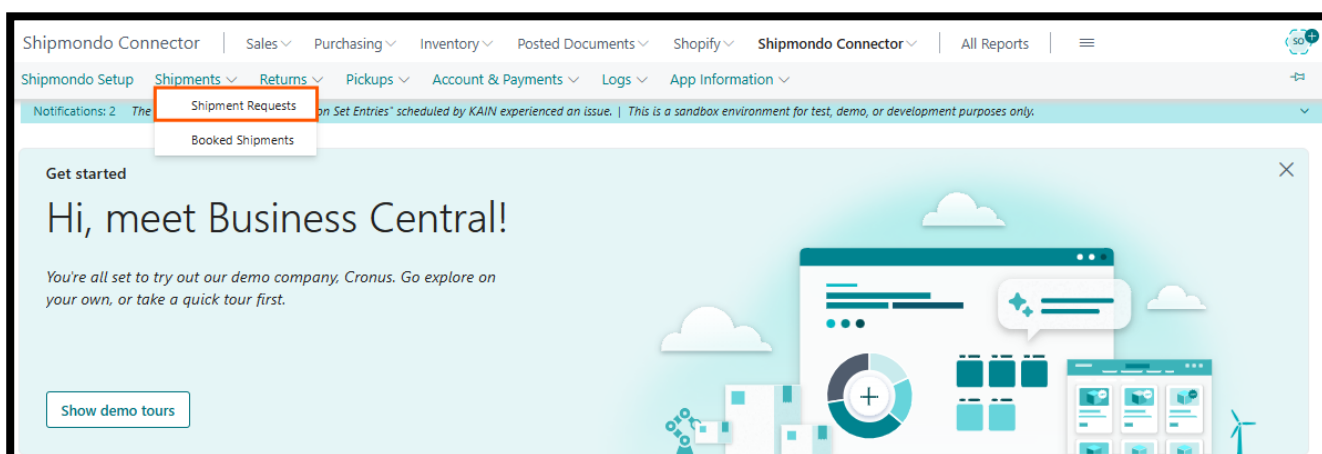 Shipmondo Connector Sales Purchasing Inventory Posted Documents Shopify Shipmondo Connector All Reports SO
Shipmondo Setup Shipments Returns Pickups Account & Payments Logs App Information
Notifications: 2 The on Set Entries" scheduled by KAIN experienced an issue. | This is a sandbox environment for test, demo, or development purposes only.
Shipment Requests
Booked Shipments
Get started
Hi, meet Business Central!
You're all set to try out our demo company, Cronus. Go explore on
your own, or take a quick tour first.
Show demo tours